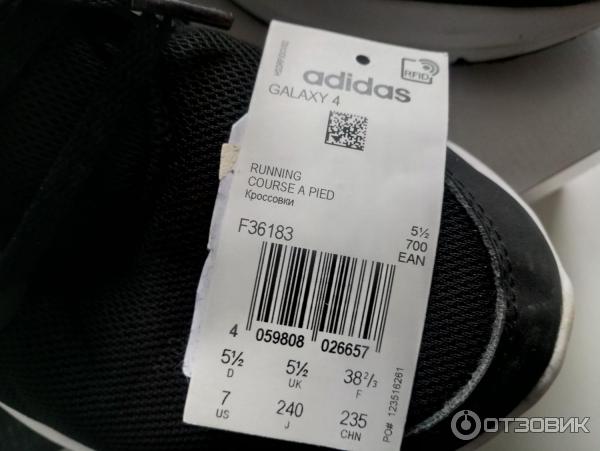 adidas
RFID
GALAXY 4
RUNNING
COURSE A PIED
Кроссовки
F36183
5½
700
EAN
4 059808 026657
5½ 5½ 38⅔
D UK F
7 240 235
US J CHN
PO# 123516261
ОТЗОВИК